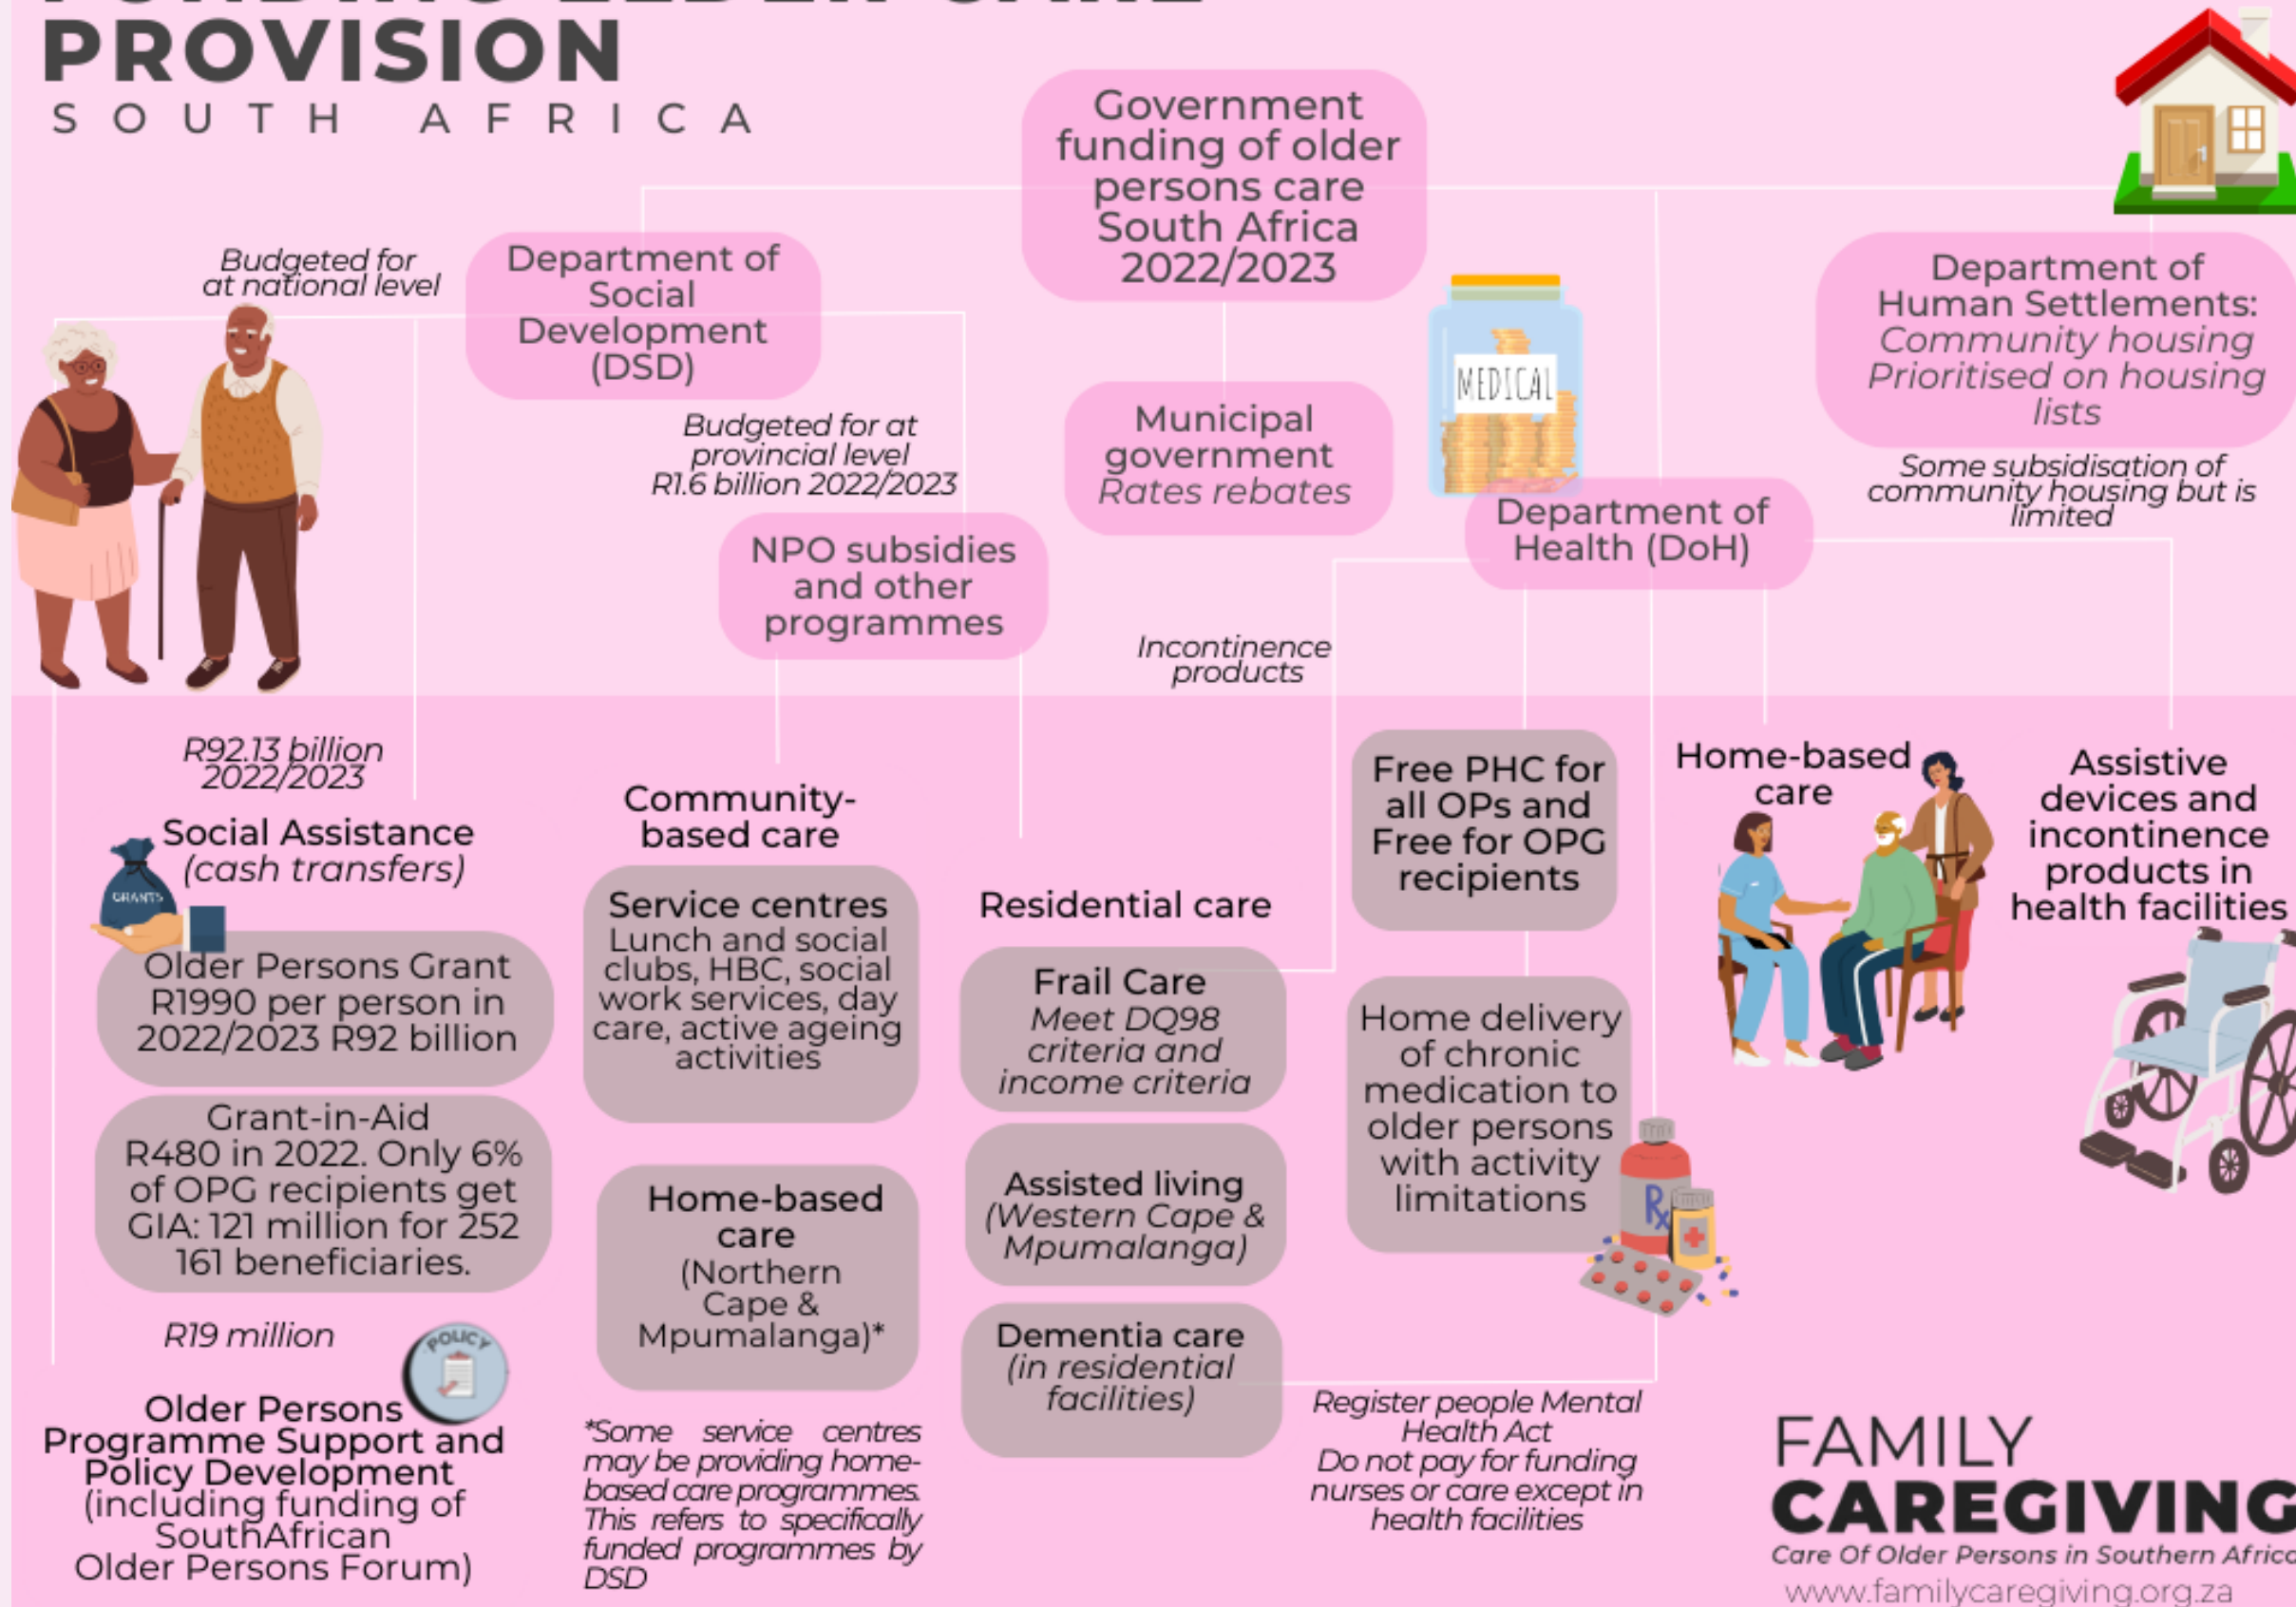 PROVISION
SOUTH AFRICA
Government
funding of older
persons care
South Africa
2022/2023
Budgeted for
at national level
Department of
Social
Development
(DSD)
Budgeted for at
provincial level
R1.6 billion 2022/2023
NPO subsidies
and other
programmes
Municipal
government
Rates rebates
MEDICAL
Department of
Health (DoH)
Department of
Human Settlements:
Community housing
Prioritised on housing
lists
Some subsidisation of
community housing but is
limited
Incontinence
products
R92.13 billion
2022/2023
Social Assistance
(cash transfers)
GRANTS
Older Persons Grant
R1990 per person in
2022/2023 R92 billion
Grant-in-Aid
R480 in 2022. Only 6%
of OPG recipients get
GIA: 121 million for 252
161 beneficiaries.
R19 million
POLICY
Older Persons
Programme Support and
Policy Development
(including funding of
SouthAfrican
Older Persons Forum)
Community-
based care
Service centres
Lunch and social
clubs, HBC, social
work services, day
care, active ageing
activities
Home-based
care
(Northern
Cape &
Mpumalanga)*
*Some service centres
may be providing home-
based care programmes.
This refers to specifically
funded programmes by
DSD
Residential care
Frail Care
Meet DQ98
criteria and
income criteria
Assisted living
(Western Cape &
Mpumalanga)
Dementia care
(in residential
facilities)
Free PHC for
all OPs and
Free for OPG
recipients
Home delivery
of chronic
medication to
older persons
with activity
limitations
Rx
Register people Mental
Health Act
Do not pay for funding
nurses or care except in
health facilities
Home-based
care
Assistive
devices and
incontinence
products in
health facilities
FAMILY
CAREGIVING
Care Of Older Persons in Southern Africa
www.familycaregiving.org.za